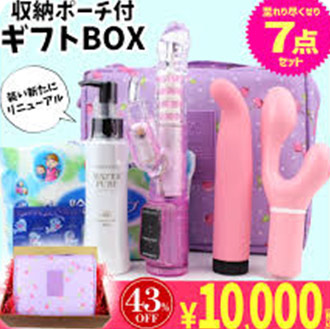 収納ポーチ付
ギフトBOX
至れり尽くせり
7点
セット
装い新たに
リニューアル
WATER
PURE
43%
OFF
¥10,000